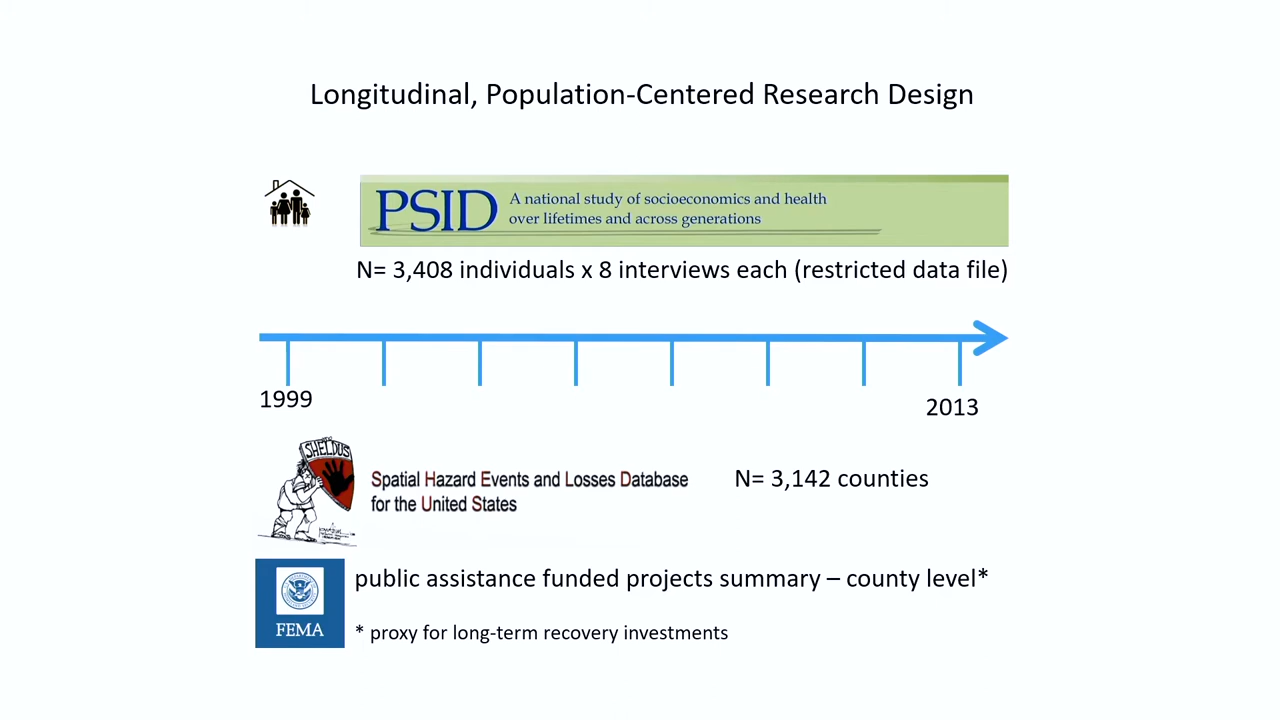 Longitudinal, Population-Centered Research Design
PSID
A national study of socioeconomics and health
over lifetimes and across generations
N= 3,408 individuals x 8 interviews each (restricted data file)
1999
2013
SHELDUS
Spatial Hazard Events and Losses Database
for the United States
N= 3,142 counties
FEMA
public assistance funded projects summary – county level*
* proxy for long-term recovery investments